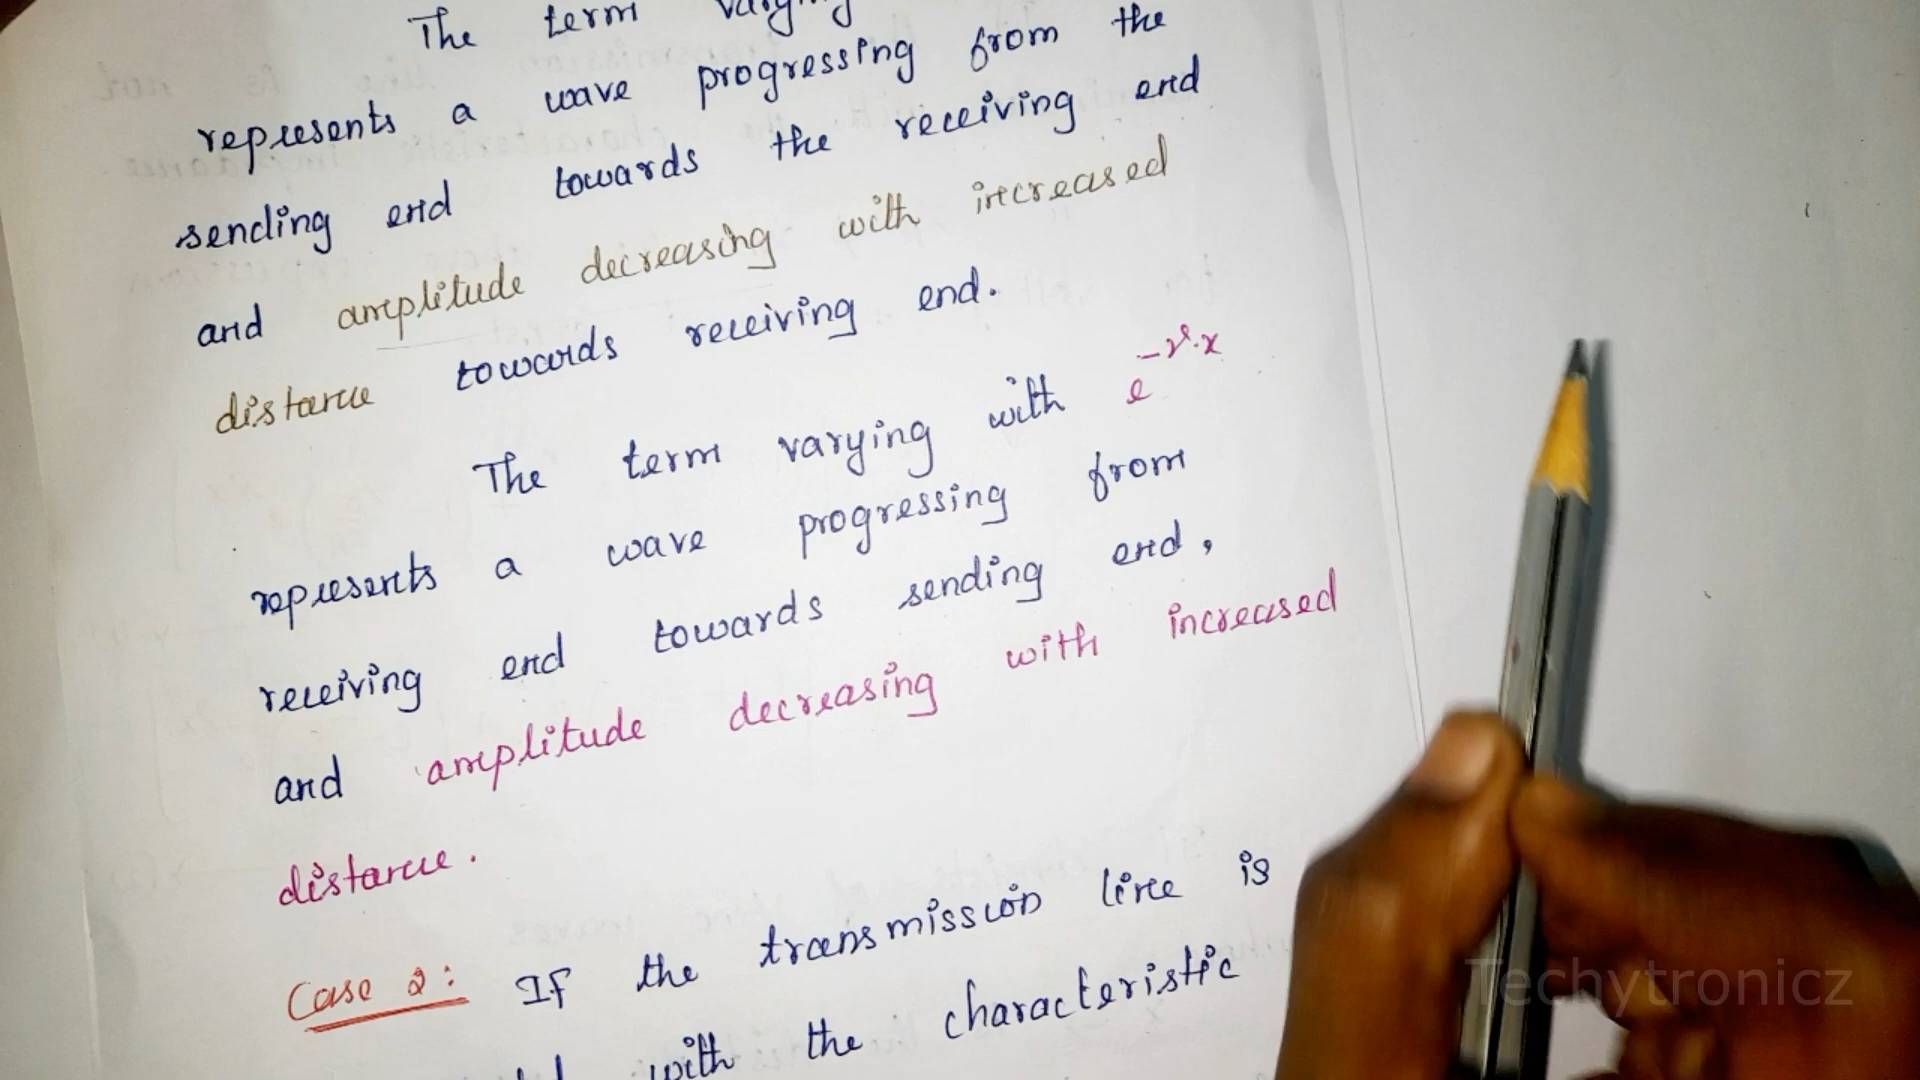 The term varying
represents a wave progressing from the
sending end towards the receiving end
and amplitude decreasing with increased
distance towards receiving end.
The term varying with e^-γ.x
represents a wave progressing from
receiving end towards sending end,
and amplitude decreasing with increased
distance.
Case 2: If the transmission line is
with the characteristic
Techytronicz